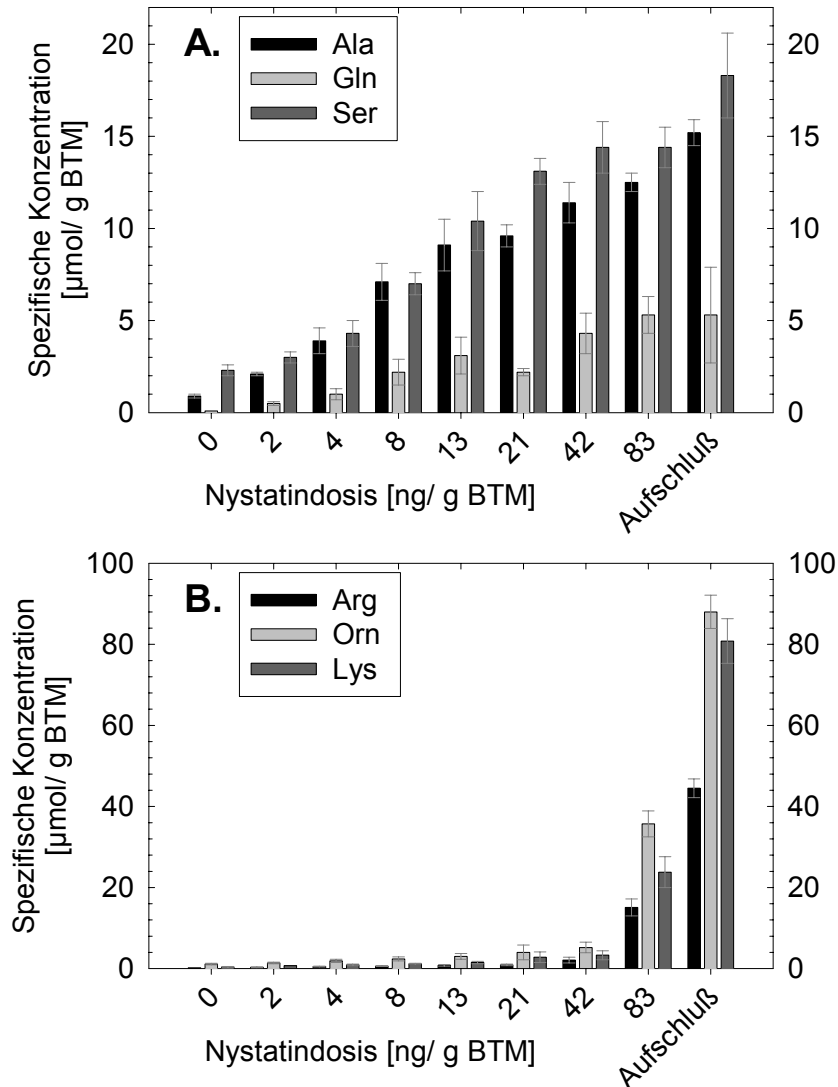 A.
Ala
Gln
Ser
Spezifische Konzentration
[µmol/ g BTM]
20
15
10
5
0
20
15
10
5
0
0
2
4
8
13
21
42
83
Aufschluß
Nystatindosis [ng/ g BTM]
B.
Arg
Orn
Lys
Spezifische Konzentration
[µmol/ g BTM]
100
80
60
40
20
0
100
80
60
40
20
0
0
2
4
8
13
21
42
83
Aufschluß
Nystatindosis [ng/ g BTM]